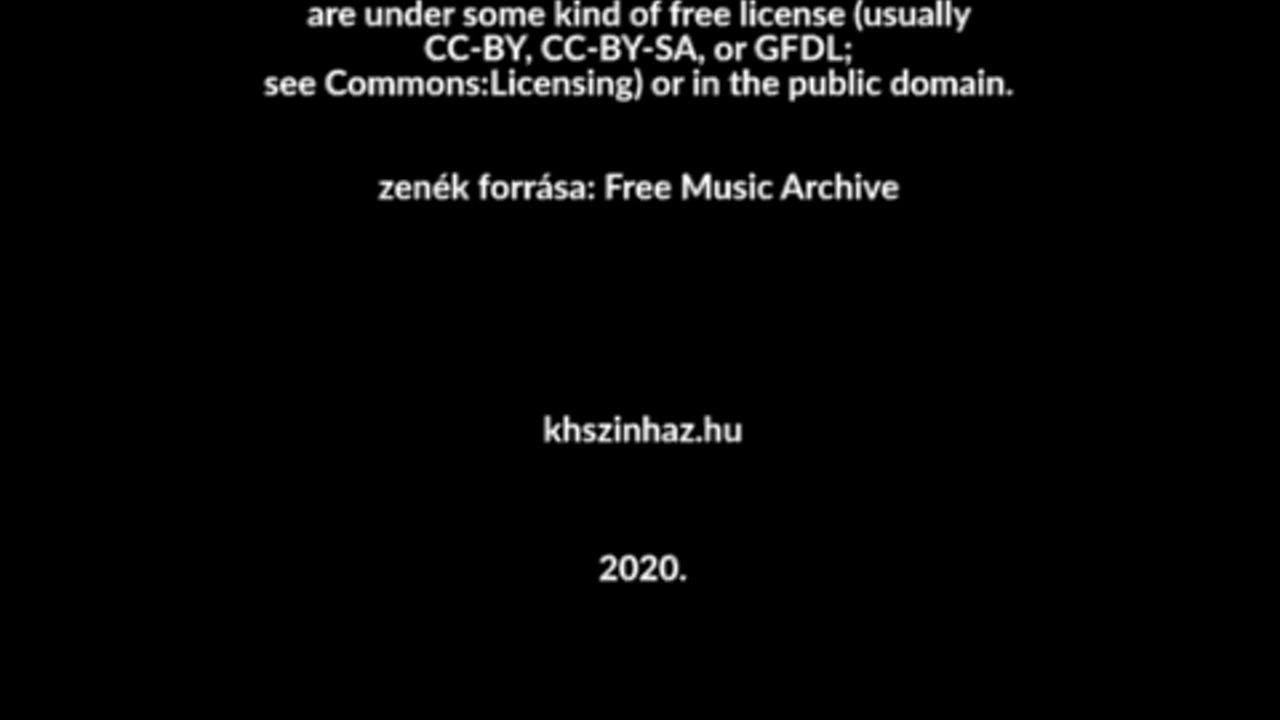 are under some kind of free license (usually
CC-BY, CC-BY-SA, or GFDL;
see Commons:Licensing) or in the public domain.
zenék forrása: Free Music Archive
khszinhaz.hu
2020.